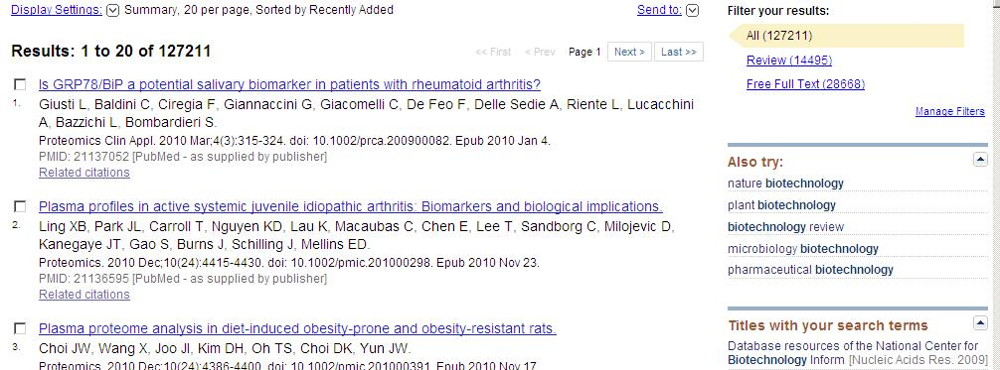 Display Settings: Summary, 20 per page, Sorted by Recently Added
Send to:
Results: 1 to 20 of 127211
<< First < Prev Page 1 Next > Last >>
Is GRP78/BiP a potential salivary biomarker in patients with rheumatoid arthritis?
1. Giusti L, Baldini C, Ciregia F, Giannaccini G, Giacomelli C, De Feo F, Delle Sedie A, Riente L, Lucacchini
A, Bazzichi L, Bombardieri S.
Proteomics Clin Appl. 2010 Mar;4(3):315-324. doi: 10.1002/prca.200900082. Epub 2010 Jan 4.
PMID: 21137052 [PubMed - as supplied by publisher]
Related citations
Plasma profiles in active systemic juvenile idiopathic arthritis: Biomarkers and biological implications.
2. Ling XB, Park JL, Carroll T, Nguyen KD, Lau K, Macaubas C, Chen E, Lee T, Sandborg C, Milojevic D,
Kanegaye JT, Gao S, Burns J, Schilling J, Mellins ED.
Proteomics. 2010 Dec;10(24):4415-4430. doi: 10.1002/pmic.201000298. Epub 2010 Nov 23.
PMID: 21136595 [PubMed - as supplied by publisher]
Related citations
Plasma proteome analysis in diet-induced obesity-prone and obesity-resistant rats.
3. Choi JW, Wang X, Joo JI, Kim DH, Oh TS, Choi DK, Yun JW.
Proteomics. 2010 Dec;10(24):4386-4400. doi: 10.1002/pmic.201000391. Epub 2010 Nov 17.
Filter your results:
All (127211)
Review (14495)
Free Full Text (28668)
Manage Filters
Also try:
nature biotechnology
plant biotechnology
biotechnology review
microbiology biotechnology
pharmaceutical biotechnology
Titles with your search terms
Database resources of the National Center for
Biotechnology Inform [Nucleic Acids Res. 2009]